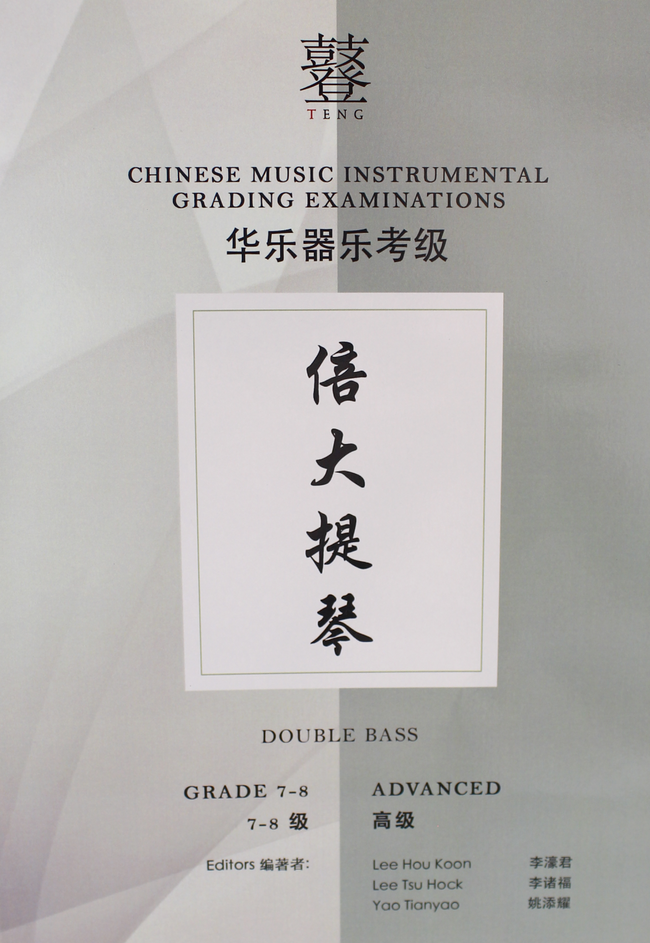 鼟
TENG
CHINESE MUSIC INSTRUMENTAL
GRADING EXAMINATIONS
华乐器乐考级
倍
大
提
琴
DOUBLE BASS
GRADE 7-8 ADVANCED
7-8 级 高级
Editors 编著者: Lee Hou Koon 李濠君
Lee Tsu Hock 李诸福
Yao Tianyao 姚添耀